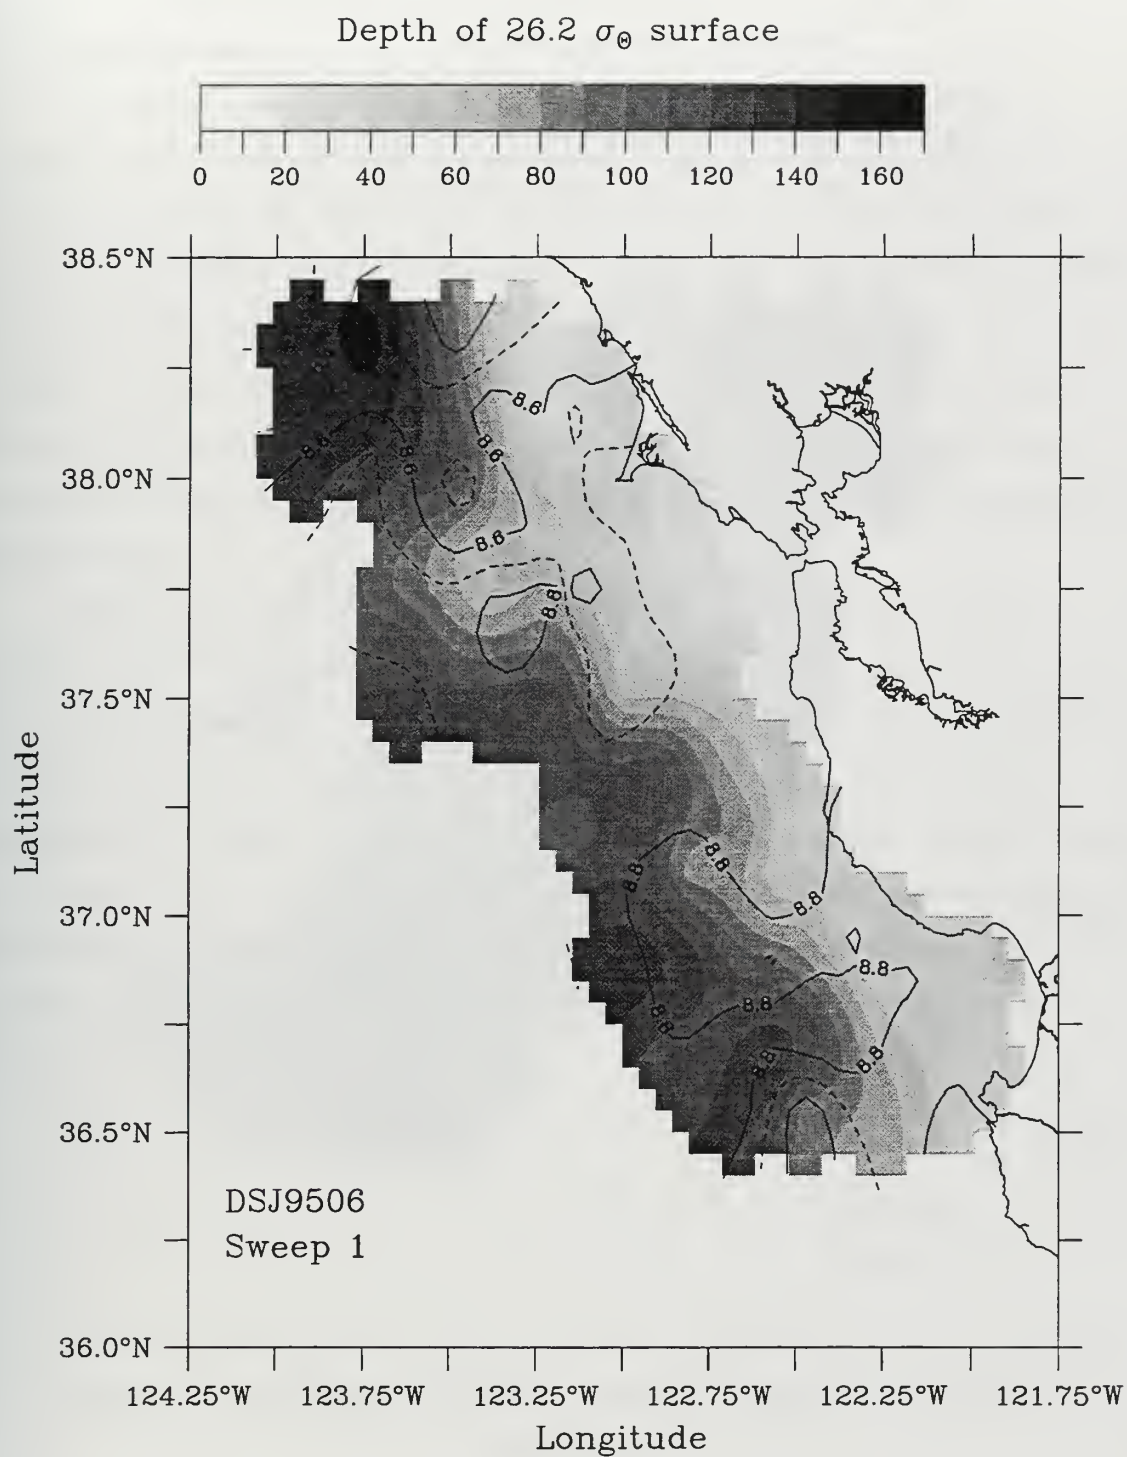 Depth of 26.2 σΘ surface
0 20 40 60 80 100 120 140 160
38.5°N
38.0°N
37.5°N
37.0°N
36.5°N
36.0°N
Latitude
8.6
8.8
8.6
8.6
8.6
8.8
8.8
8.8
8.8
8.8
8.8
8.8
8.8
8.8
DSJ9506
Sweep 1
124.25°W 123.75°W 123.25°W 122.75°W 122.25°W 121.75°W
Longitude